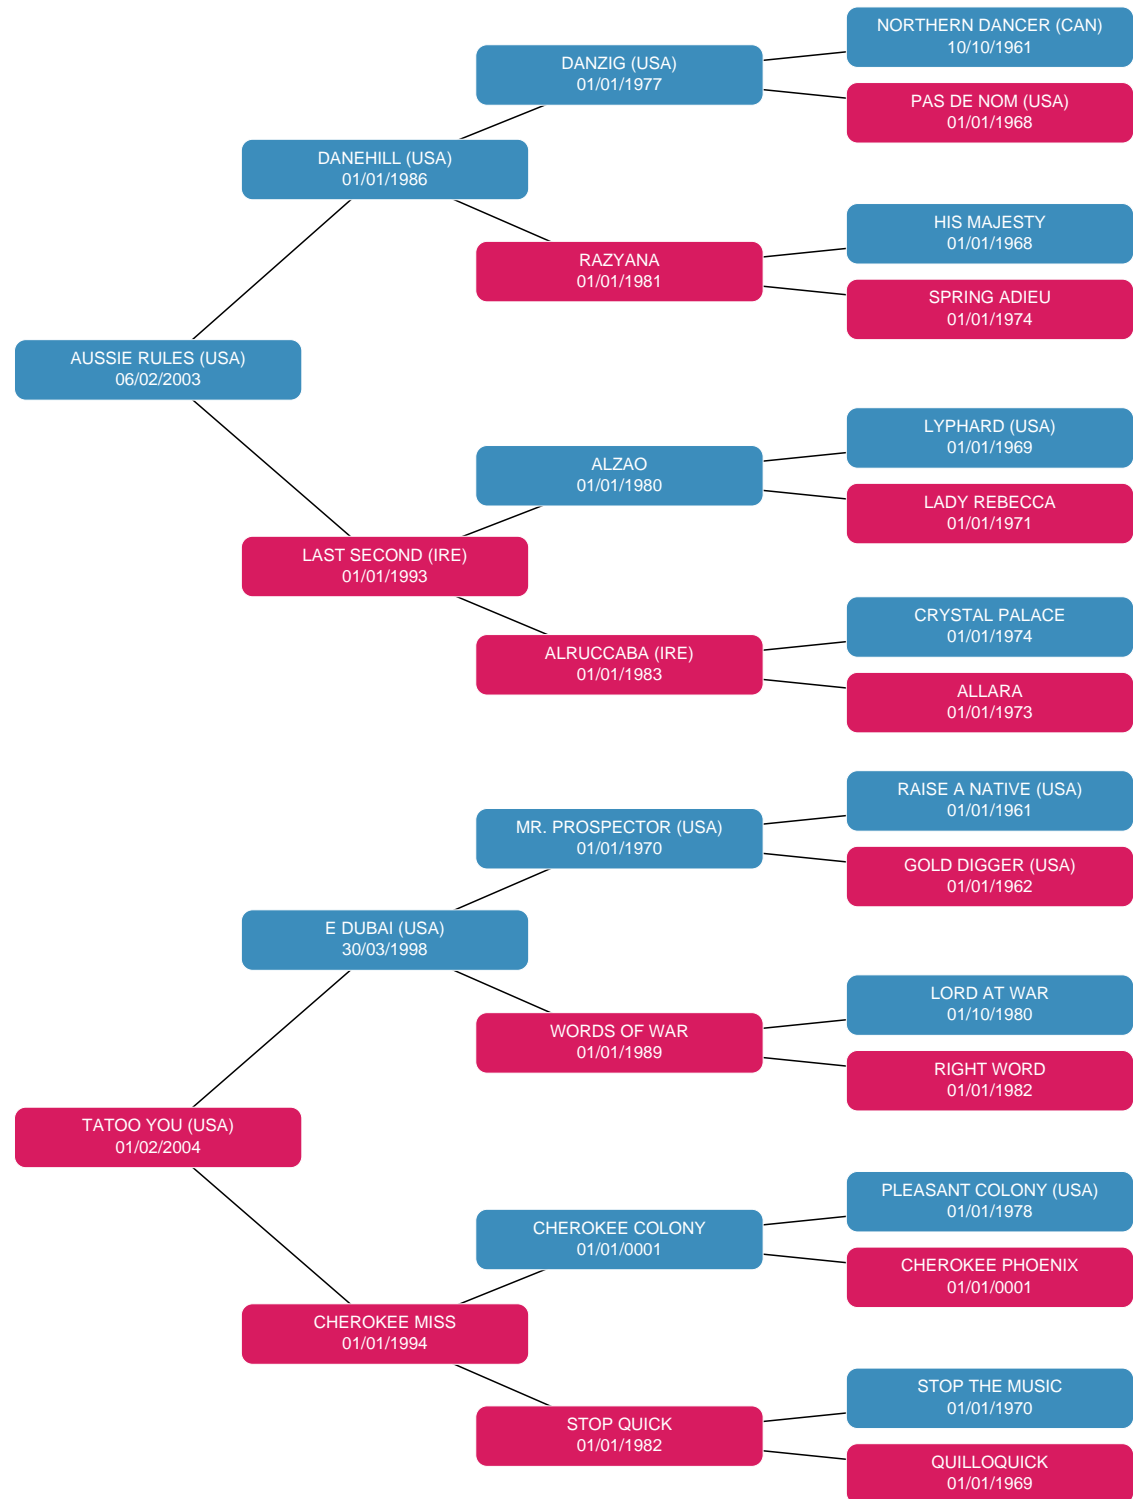 NORTHERN DANCER (CAN)
10/10/1961
DANZIG (USA)
01/01/1977
PAS DE NOM (USA)
01/01/1968
DANEHILL (USA)
01/01/1986
HIS MAJESTY
01/01/1968
RAZYANA
01/01/1981
SPRING ADIEU
01/01/1974
AUSSIE RULES (USA)
06/02/2003
LYPHARD (USA)
01/01/1969
ALZAO
01/01/1980
LADY REBECCA
01/01/1971
LAST SECOND (IRE)
01/01/1993
CRYSTAL PALACE
01/01/1974
ALRUCCABA (IRE)
01/01/1983
ALLARA
01/01/1973
RAISE A NATIVE (USA)
01/01/1961
MR. PROSPECTOR (USA)
01/01/1970
GOLD DIGGER (USA)
01/01/1962
E DUBAI (USA)
30/03/1998
LORD AT WAR
01/10/1980
WORDS OF WAR
01/01/1989
RIGHT WORD
01/01/1982
TATOO YOU (USA)
01/02/2004
PLEASANT COLONY (USA)
01/01/1978
CHEROKEE COLONY
01/01/0001
CHEROKEE PHOENIX
01/01/0001
CHEROKEE MISS
01/01/1994
STOP THE MUSIC
01/01/1970
STOP QUICK
01/01/1982
QUILLOQUICK
01/01/1969